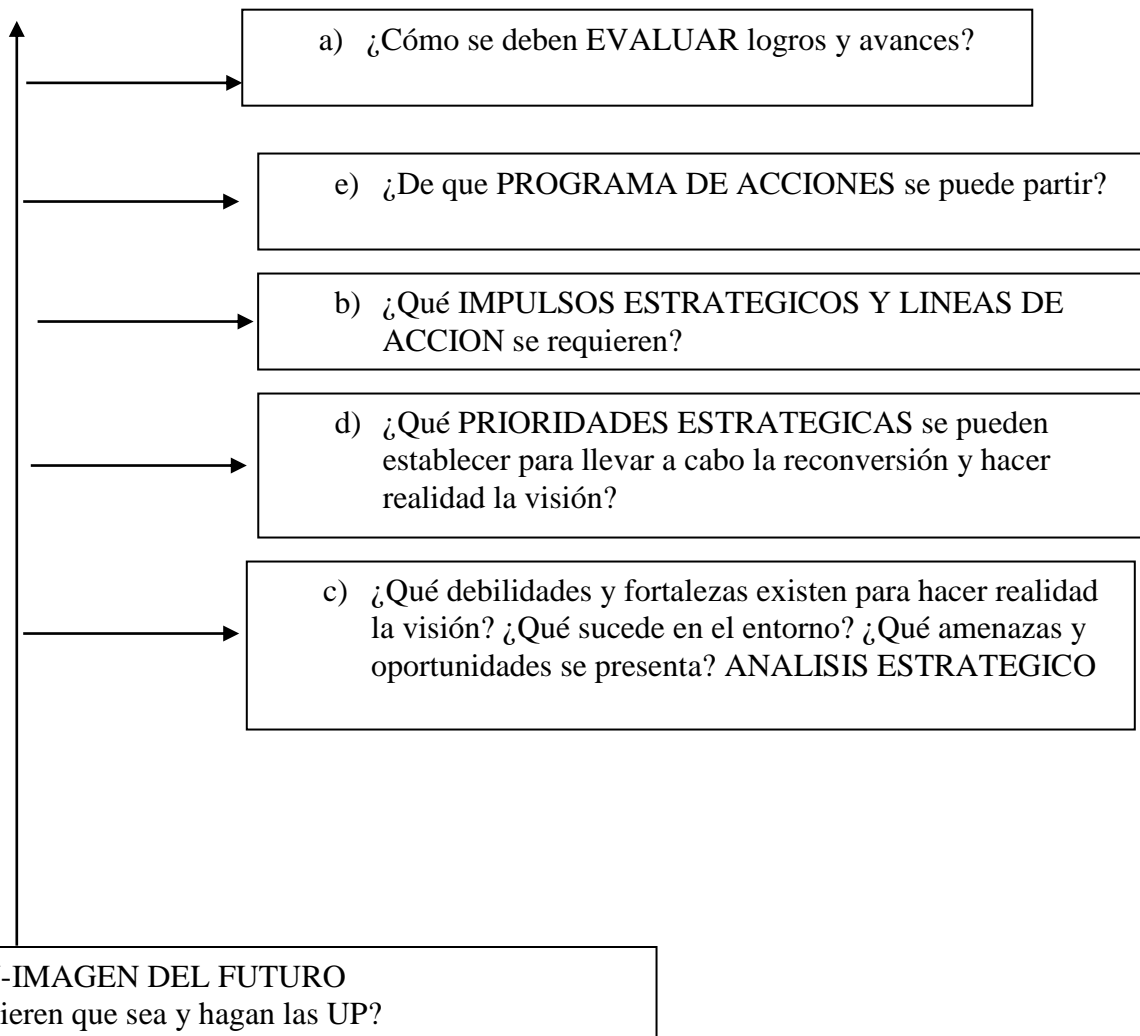 a) ¿Cómo se deben EVALUAR logros y avances?
e) ¿De que PROGRAMA DE ACCIONES se puede partir?
b) ¿Qué IMPULSOS ESTRATEGICOS Y LINEAS DE
ACCION se requieren?
d) ¿Qué PRIORIDADES ESTRATEGICAS se pueden
establecer para llevar a cabo la reconversión y hacer
realidad la visión?
c) ¿Qué debilidades y fortalezas existen para hacer realidad
la visión? ¿Qué sucede en el entorno? ¿Qué amenazas y
oportunidades se presenta? ANALISIS ESTRATEGICO
-IMAGEN DEL FUTURO
ieren que sea y hagan las UP?